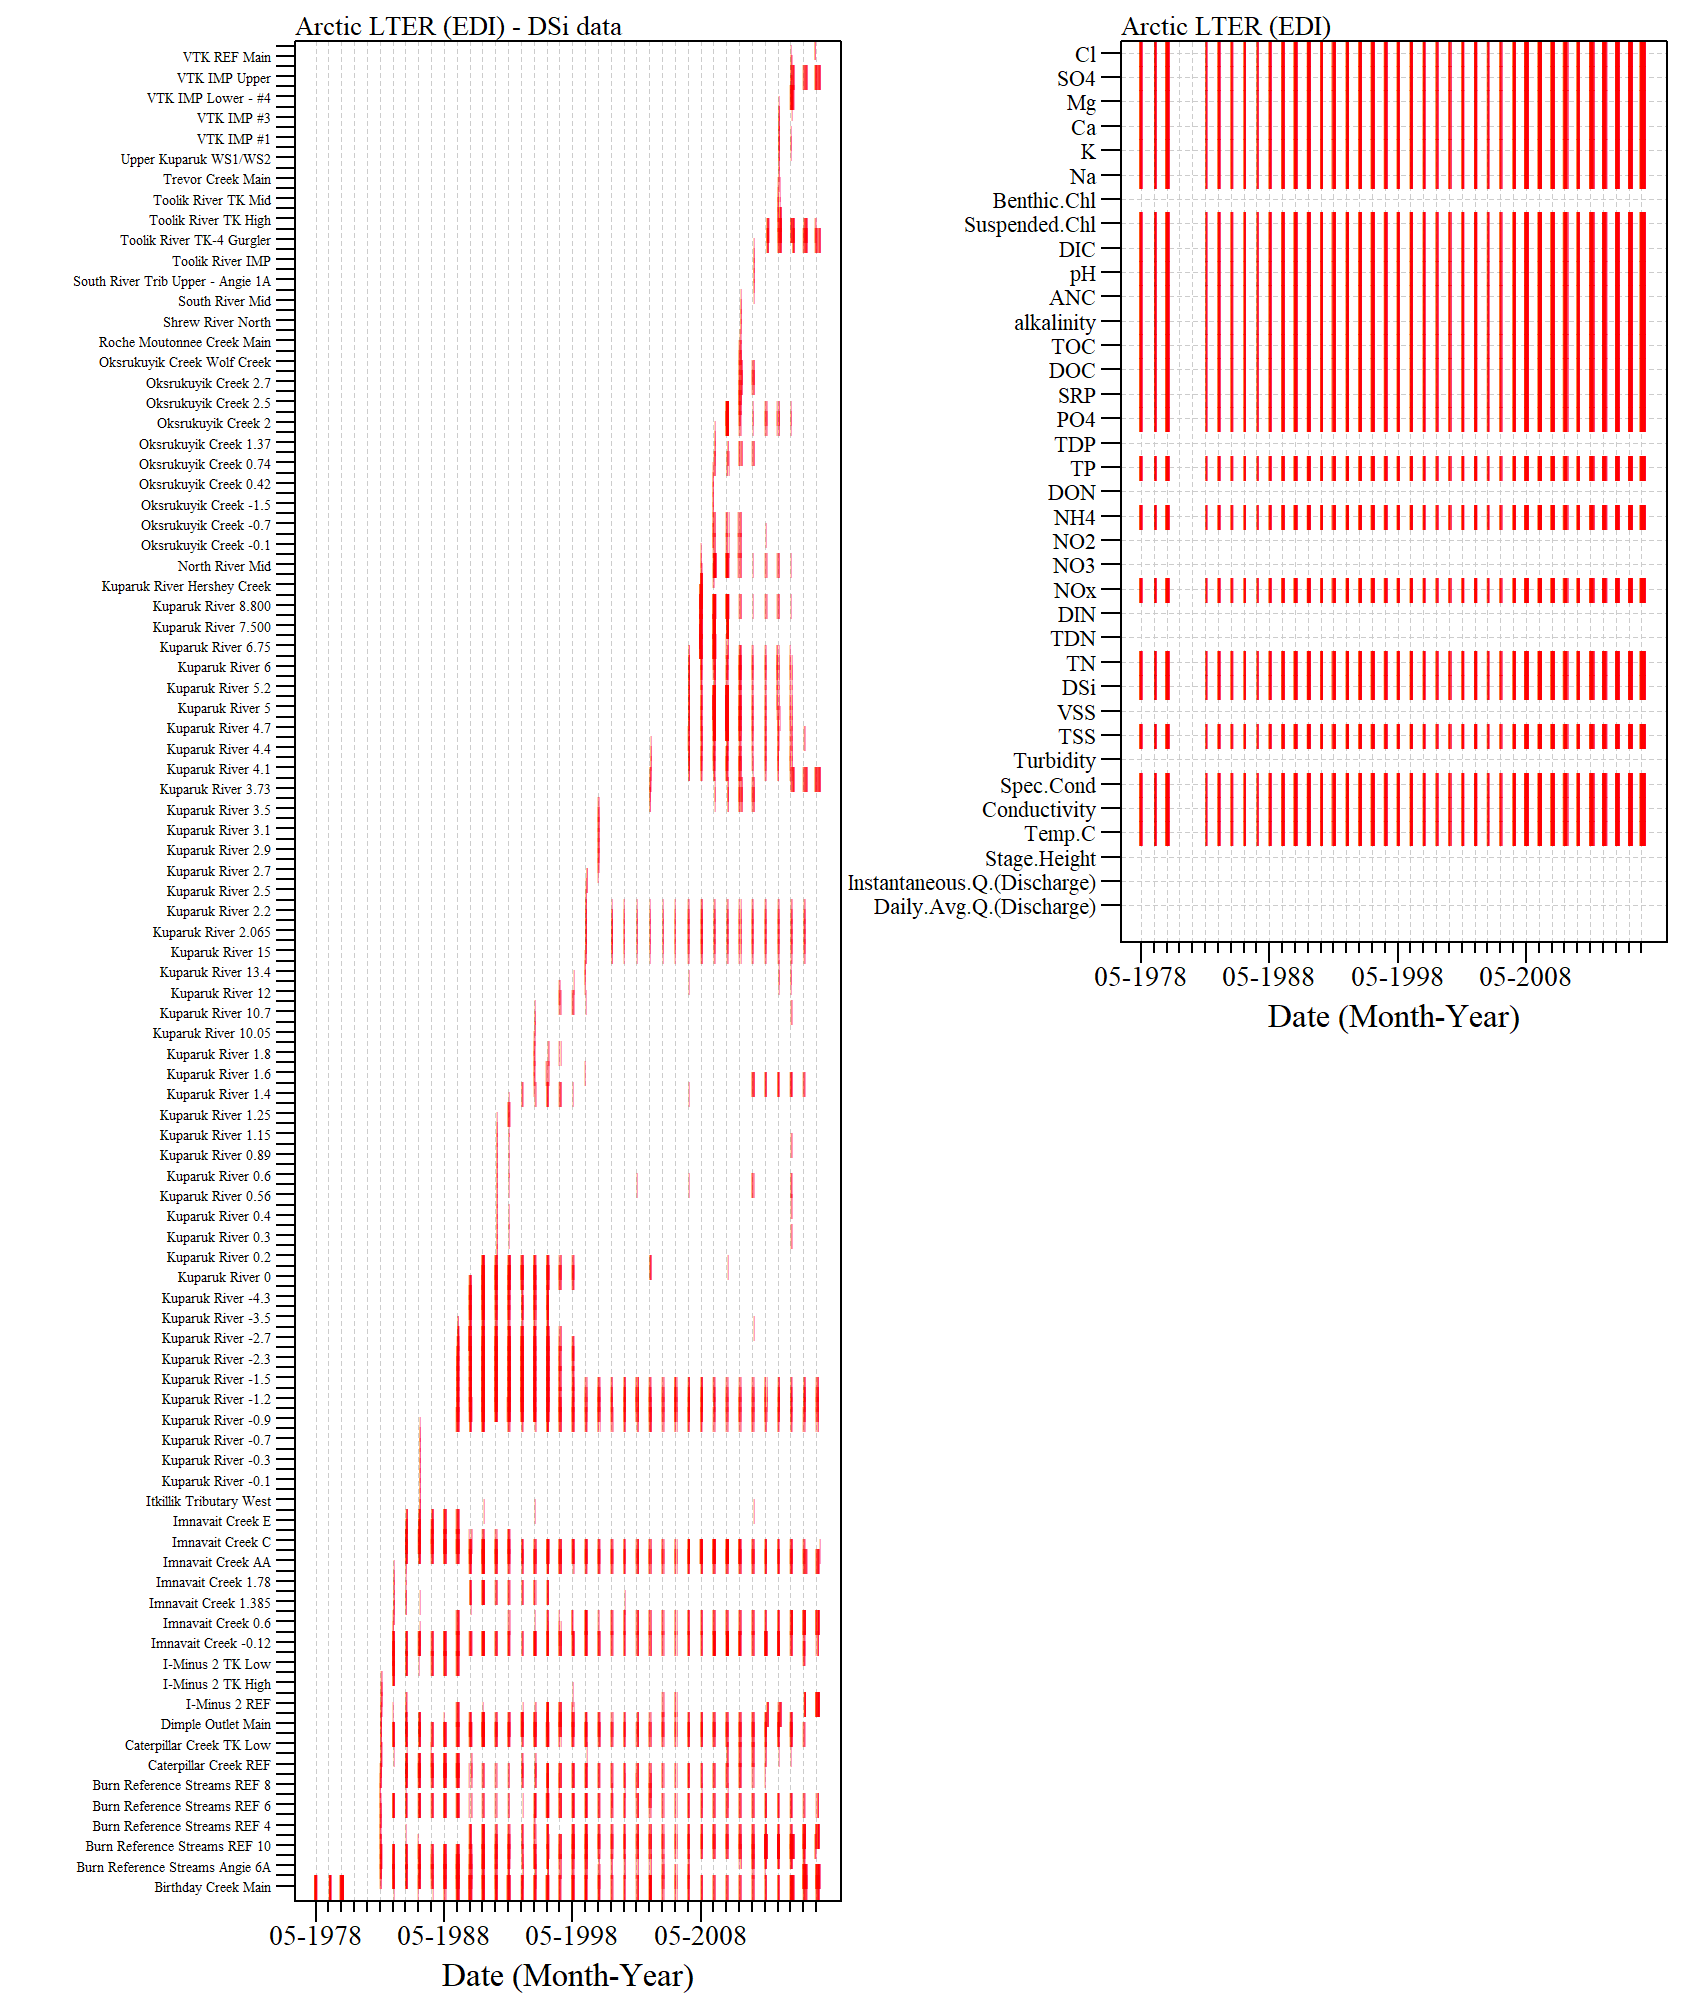 Arctic LTER (EDI) - DSi data
VTK REF Main
VTK IMP Upper
VTK IMP Lower - #4
VTK IMP #3
VTK IMP #1
Upper Kuparuk WS1/WS2
Trevor Creek Main
Toolik River TK Mid
Toolik River TK High
Toolik River TK-4 Gurgler
Toolik River IMP
South River Trib Upper - Angie 1A
South River Mid
Shrew River North
Roche Moutonnee Creek Main
Oksrukuyik Creek Wolf Creek
Oksrukuyik Creek 2.7
Oksrukuyik Creek 2.5
Oksrukuyik Creek 2
Oksrukuyik Creek 1.37
Oksrukuyik Creek 0.74
Oksrukuyik Creek 0.42
Oksrukuyik Creek -1.5
Oksrukuyik Creek -0.7
Oksrukuyik Creek -0.1
North River Mid
Kuparuk River Hershey Creek
Kuparuk River 8.800
Kuparuk River 7.500
Kuparuk River 6.75
Kuparuk River 6
Kuparuk River 5.2
Kuparuk River 5
Kuparuk River 4.7
Kuparuk River 4.4
Kuparuk River 4.1
Kuparuk River 3.73
Kuparuk River 3.5
Kuparuk River 3.1
Kuparuk River 2.9
Kuparuk River 2.7
Kuparuk River 2.5
Kuparuk River 2.2
Kuparuk River 2.065
Kuparuk River 15
Kuparuk River 13.4
Kuparuk River 12
Kuparuk River 10.7
Kuparuk River 10.05
Kuparuk River 1.8
Kuparuk River 1.6
Kuparuk River 1.4
Kuparuk River 1.25
Kuparuk River 1.15
Kuparuk River 0.89
Kuparuk River 0.6
Kuparuk River 0.56
Kuparuk River 0.4
Kuparuk River 0.3
Kuparuk River 0.2
Kuparuk River 0
Kuparuk River -4.3
Kuparuk River -3.5
Kuparuk River -2.7
Kuparuk River -2.3
Kuparuk River -1.5
Kuparuk River -1.2
Kuparuk River -0.9
Kuparuk River -0.7
Kuparuk River -0.3
Kuparuk River -0.1
Itkillik Tributary West
Imnavait Creek E
Imnavait Creek C
Imnavait Creek AA
Imnavait Creek 1.78
Imnavait Creek 1.385
Imnavait Creek 0.6
Imnavait Creek -0.12
I-Minus 2 TK Low
I-Minus 2 TK High
I-Minus 2 REF
Dimple Outlet Main
Caterpillar Creek TK Low
Caterpillar Creek REF
Burn Reference Streams REF 8
Burn Reference Streams REF 6
Burn Reference Streams REF 4
Burn Reference Streams REF 10
Burn Reference Streams Angie 6A
Birthday Creek Main
05-1978 05-1988 05-1998 05-2008
Date (Month-Year)
Arctic LTER (EDI)
Cl
SO4
Mg
Ca
K
Na
Benthic.Chl
Suspended.Chl
DIC
pH
ANC
alkalinity
TOC
DOC
SRP
PO4
TDP
TP
DON
NH4
NO2
NO3
NOx
DIN
TDN
TN
DSi
VSS
TSS
Turbidity
Spec.Cond
Conductivity
Temp.C
Stage.Height
Instantaneous.Q.(Discharge)
Daily.Avg.Q.(Discharge)
05-1978 05-1988 05-1998 05-2008
Date (Month-Year)